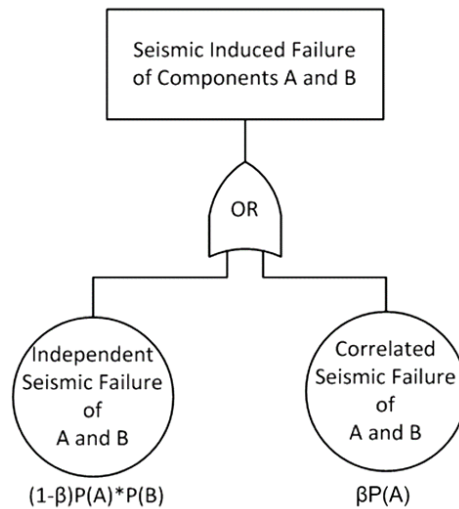 Seismic Induced Failure
of Components A and B
OR
Independent
Seismic Failure
of
A and B
(1-β)P(A)*P(B)
Correlated
Seismic Failure
of
A and B
βP(A)